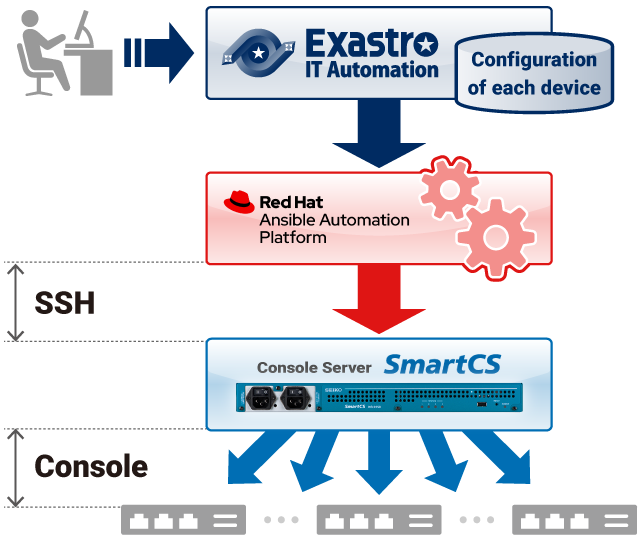 Exastro
IT Automation
Configuration
of each device
Red Hat
Ansible Automation
Platform
SSH
Console Server SmartCS
SEIKO
SmartCS
Console